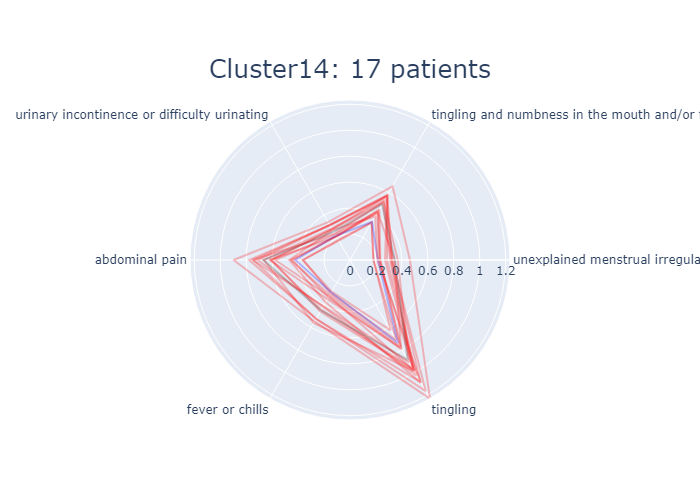 Cluster14: 17 patients
urinary incontinence or difficulty urinating
tingling and numbness in the mouth and/or
abdominal pain
unexplained menstrual
0 0.2 0.4 0.6 0.8 1 1.2
fever or chills
tingling